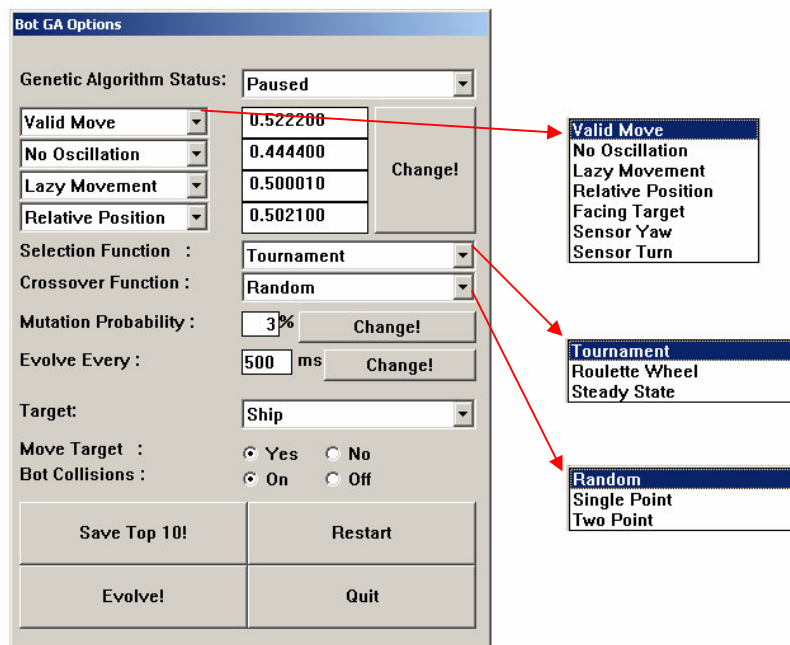 Bot GA Options
Genetic Algorithm Status: Paused
Valid Move 0.522200
No Oscillation 0.444400
Lazy Movement 0.500010
Relative Position 0.502100
Change!
Selection Function : Tournament
Crossover Function : Random
Mutation Probability : 3% Change!
Evolve Every : 500 ms Change!
Target: Ship
Move Target : Yes No
Bot Collisions : On Off
Save Top 10! Restart
Evolve! Quit
Valid Move
No Oscillation
Lazy Movement
Relative Position
Facing Target
Sensor Yaw
Sensor Turn
Tournament
Roulette Wheel
Steady State
Random
Single Point
Two Point